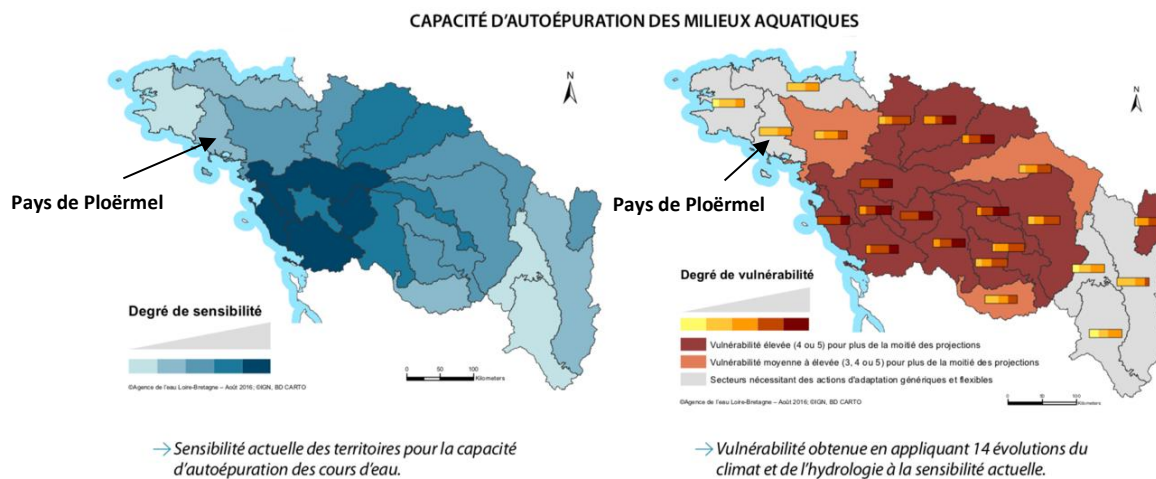 CAPACITÉ D'AUTOÉPURATION DES MILIEUX AQUATIQUES
N
Pays de Ploërmel
Degré de sensibilité
©Agence de l'eau Loire-Bretagne – Août 2016; ©IGN, BD CARTO
0 50 100
Kilometers
→ Sensibilité actuelle des territoires pour la capacité
d'autoépuration des cours d'eau.
N
Pays de Ploërmel
Degré de vulnérabilité
Vulnérabilité élevée (4 ou 5) pour plus de la moitié des projections
Vulnérabilité moyenne à élevée (3, 4 ou 5) pour plus de la moitié des projections
Secteurs nécessitant des actions d'adaptation génériques et flexibles
©Agence de l'eau Loire-Bretagne – Août 2016; ©IGN, BD CARTO
0 50 100
Kilometers
→ Vulnérabilité obtenue en appliquant 14 évolutions du
climat et de l'hydrologie à la sensibilité actuelle.